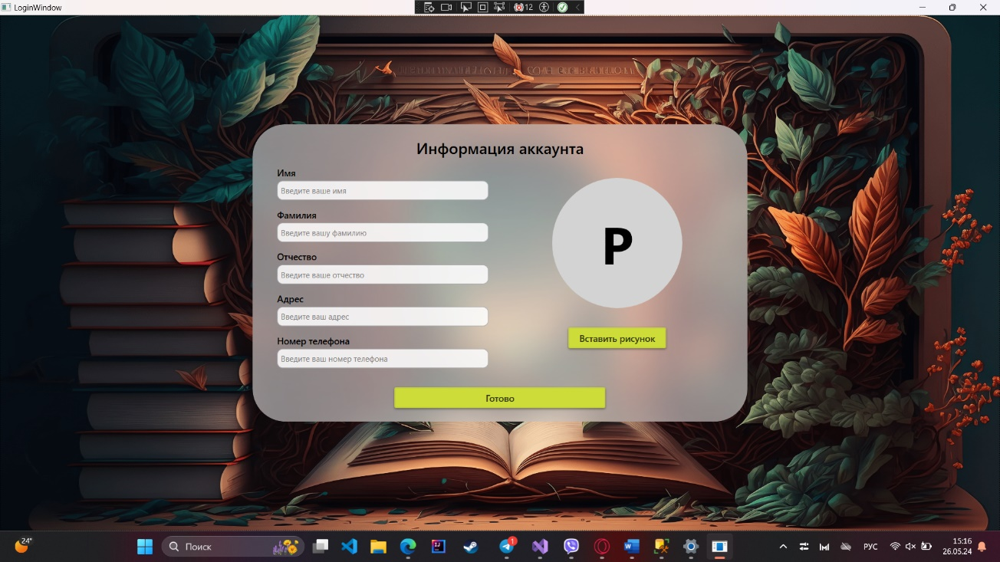 LoginWindow
12
Информация аккаунта
Имя
Введите ваше имя
Фамилия
Введите вашу фамилию
Отчество
Введите ваше отчество
Адрес
Введите ваш адрес
Номер телефона
Введите ваш номер телефона
P
Вставить рисунок
Готово
24°
Поиск
1
РУС
15:16
26.05.24